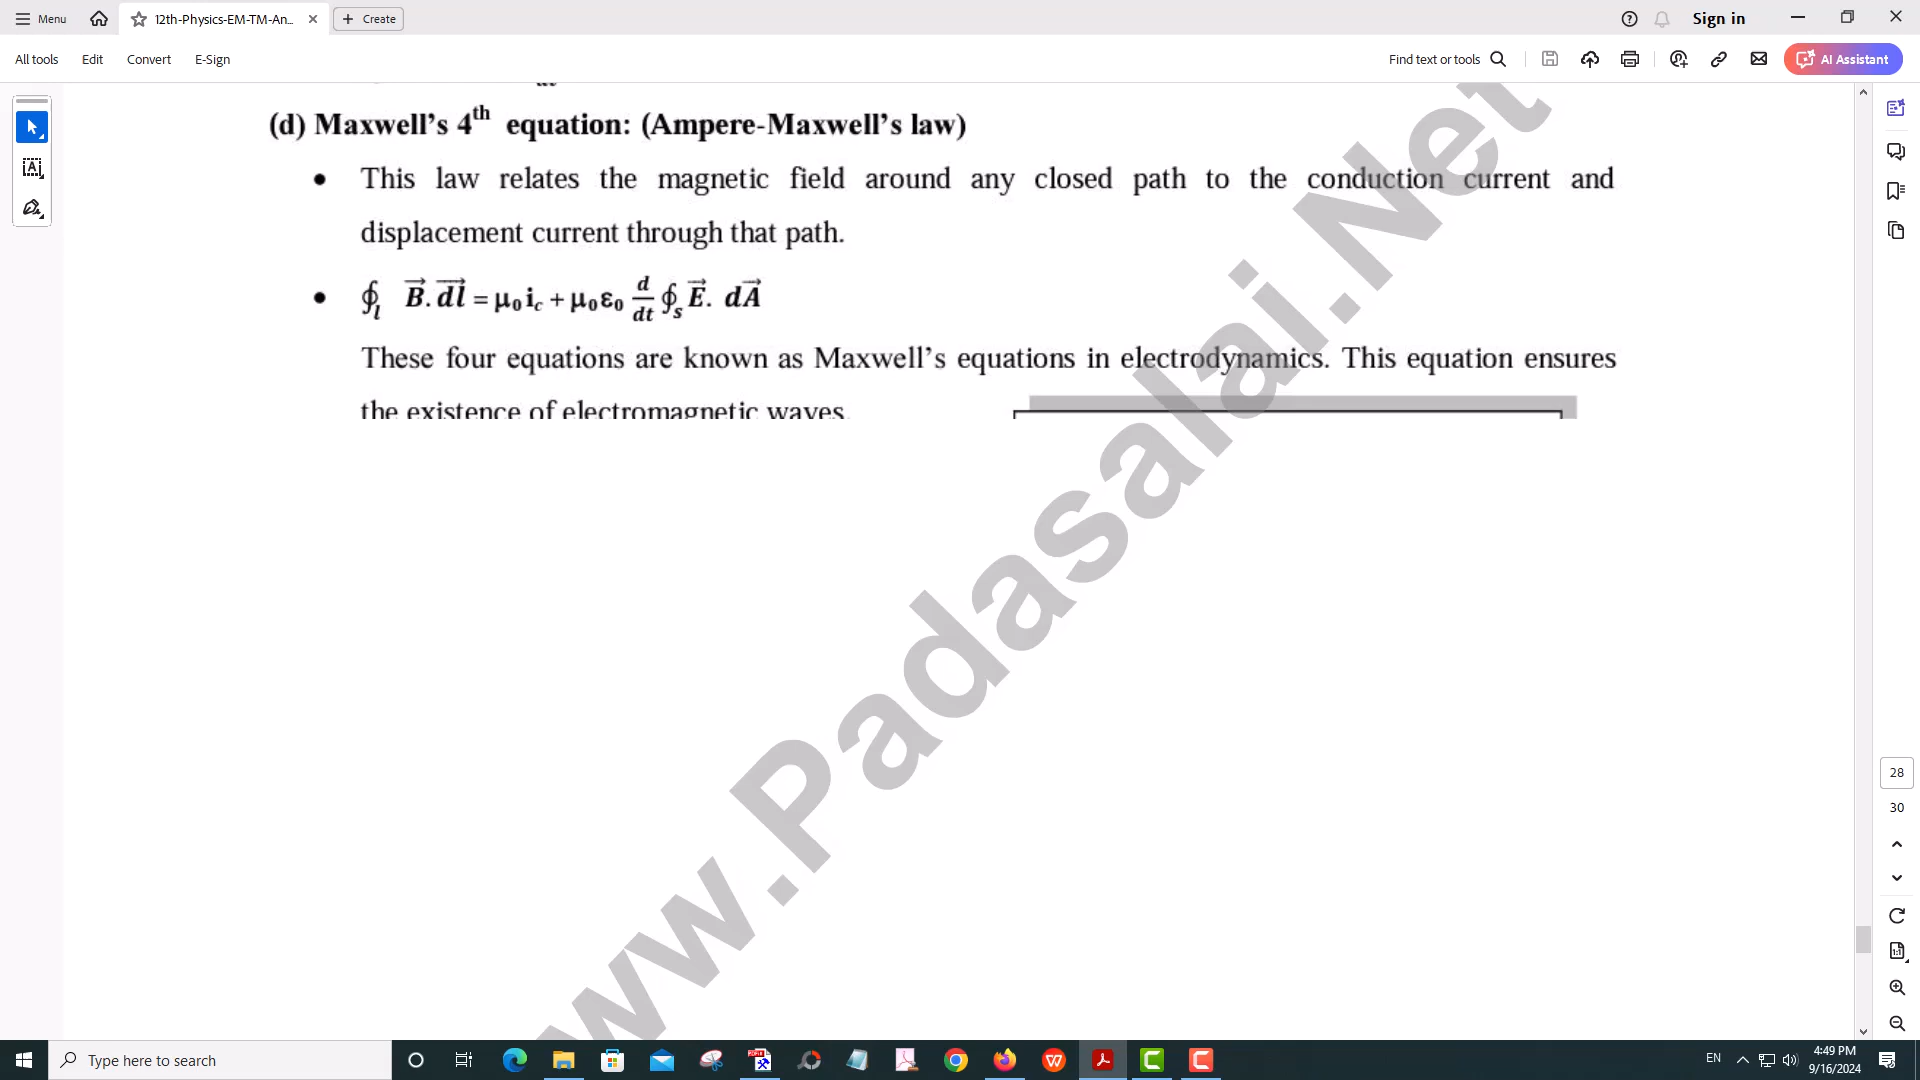 Menu
12th-Physics-EM-TM-An...
Create
Sign in
All tools
Edit
Convert
E-Sign
Find text or tools
AI Assistant
(d) Maxwell’s 4th equation: (Ampere-Maxwell’s law)
• This law relates the magnetic field around any closed path to the conduction current and
displacement current through that path.
• ∮l B⃗. dl⃗ = μ₀ i_c + μ₀ε₀ d/dt ∮s E⃗. dA⃗
These four equations are known as Maxwell’s equations in electrodynamics. This equation ensures
the existence of electromagnetic waves.
ww.Padasalai.Net
28
30
Type here to search
EN
4:49 PM
9/16/2024